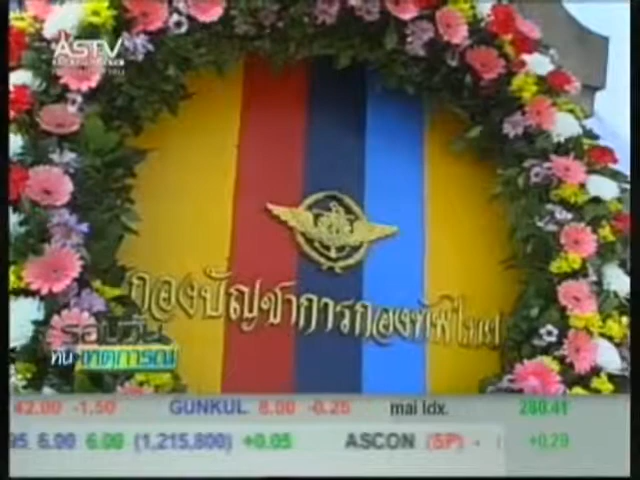 ASTV
กองบัญชาการกองทัพไทย
รอบวัน
ทันเหตุการณ์
42.00 -1.50 GUNKUL 8.00 -0.25 mai Idx. 280.41
95 6.00 6.00 (1,215,800) +0.05 ASCON (SP) - ( +0.29